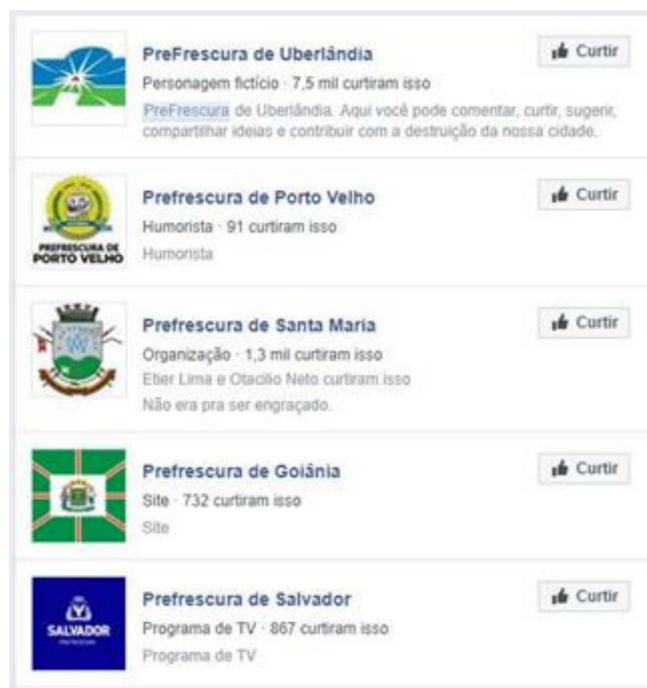 PreFrescura de Uberlândia
Curtir
Personagem fictício · 7,5 mil curtiram isso
PreFrescura de Uberlândia. Aqui você pode comentar, curtir, sugerir,
compartilhar ideias e contribuir com a destruição da nossa cidade.
Prefrescura de Porto Velho
Curtir
Humorista · 91 curtiram isso
Humorista
PREFRESCURA DE
PORTO VELHO
Prefrescura de Santa Maria
Curtir
Organização · 1,3 mil curtiram isso
Etier Lima e Otacilio Neto curtiram isso
Não era pra ser engraçado.
Prefrescura de Goiânia
Curtir
Site · 732 curtiram isso
Site
Prefrescura de Salvador
Curtir
Programa de TV · 867 curtiram isso
Programa de TV
SALVADOR